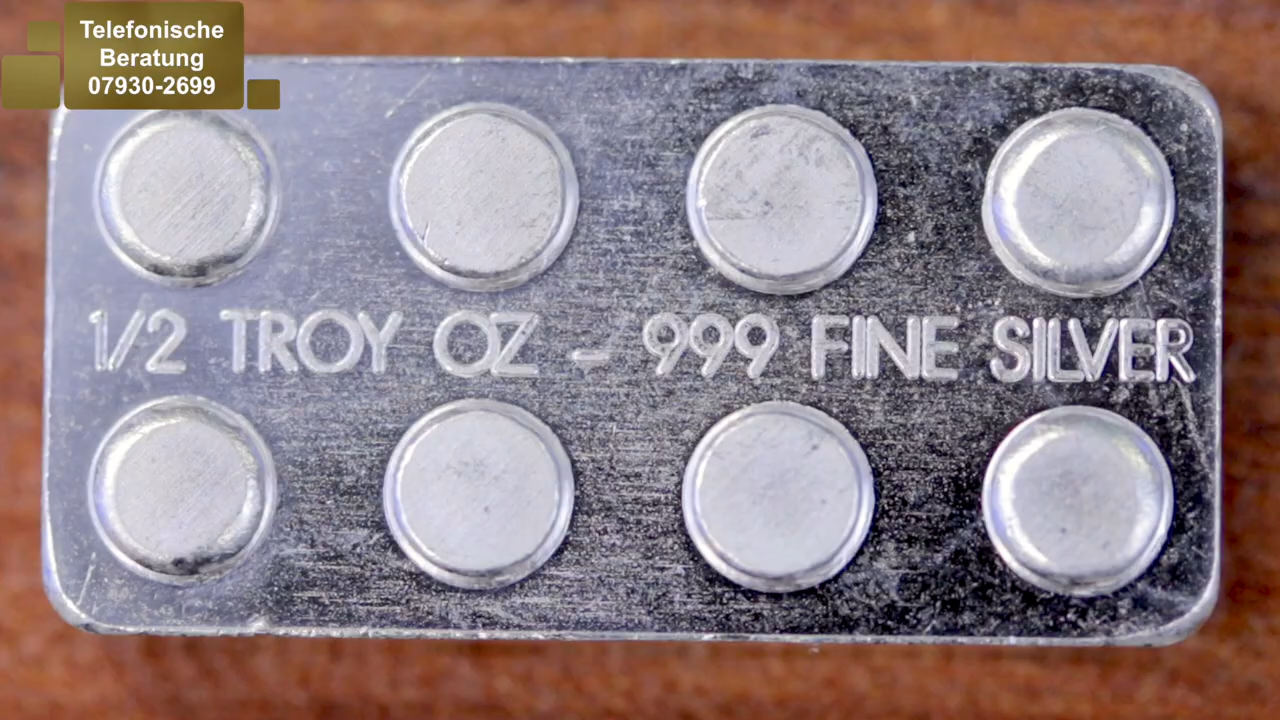 Telefonische
Beratung
07930-2699
1/2 TROY OZ - 999 FINE SILVER